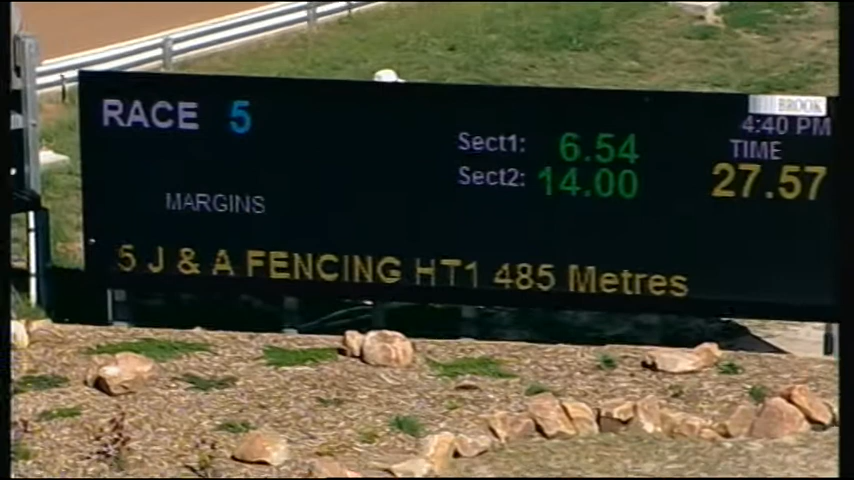 BROOK
RACE 5
4:40 PM
Sect1: 6.54
TIME
Sect2: 14.00
27.57
MARGINS
5 J & A FENCING HT1 485 Metres